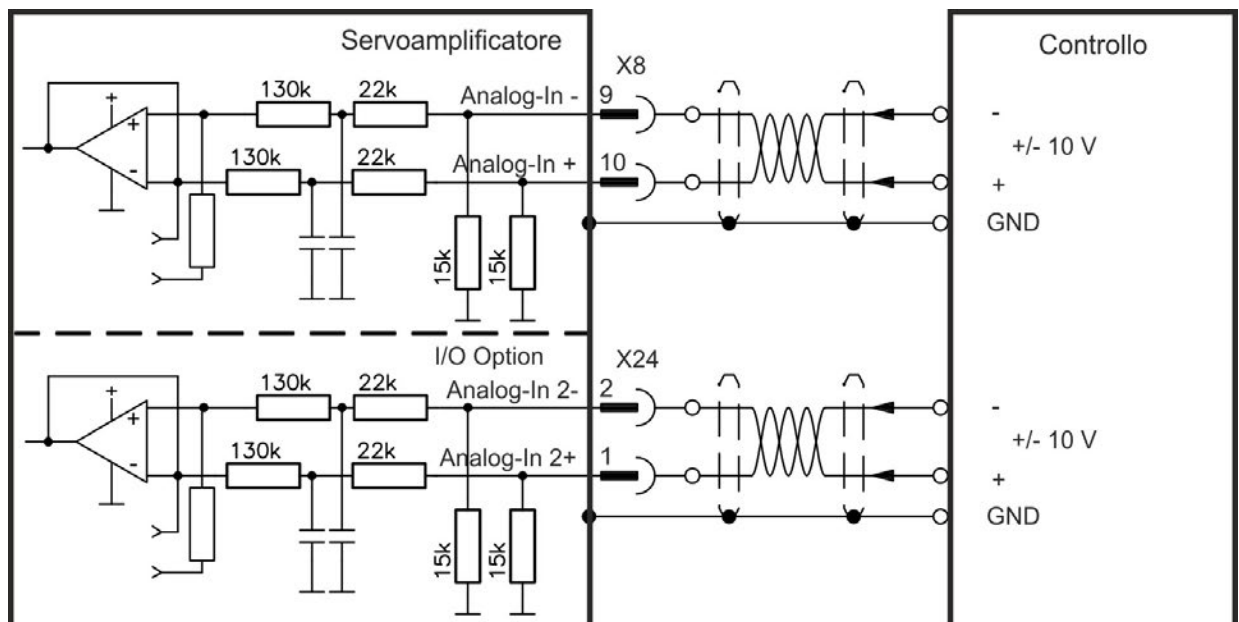 Servoamplificatore
Controllo
X8
130k
22k
Analog-In -
9
-
+
+/- 10 V
+
-
130k
22k
Analog-In +
10
+
GND
15k
15k
I/O Option
X24
130k
22k
Analog-In 2-
2
-
+
+/- 10 V
+
-
130k
22k
Analog-In 2+
1
+
GND
15k
15k